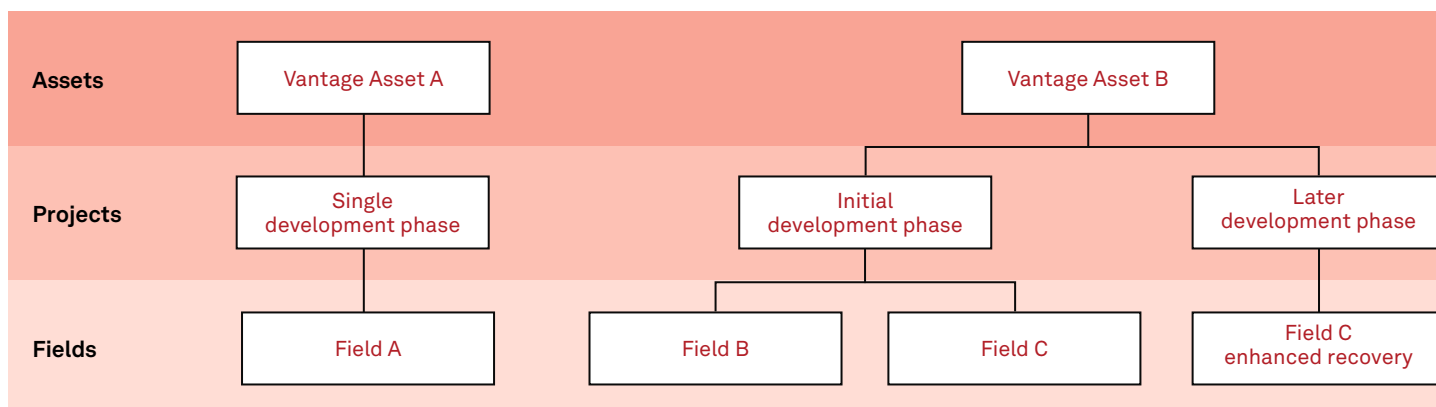 Assets
Vantage Asset A
Vantage Asset B
Projects
Single
development phase
Initial
development phase
Later
development phase
Fields
Field A
Field B
Field C
Field C
enhanced recovery